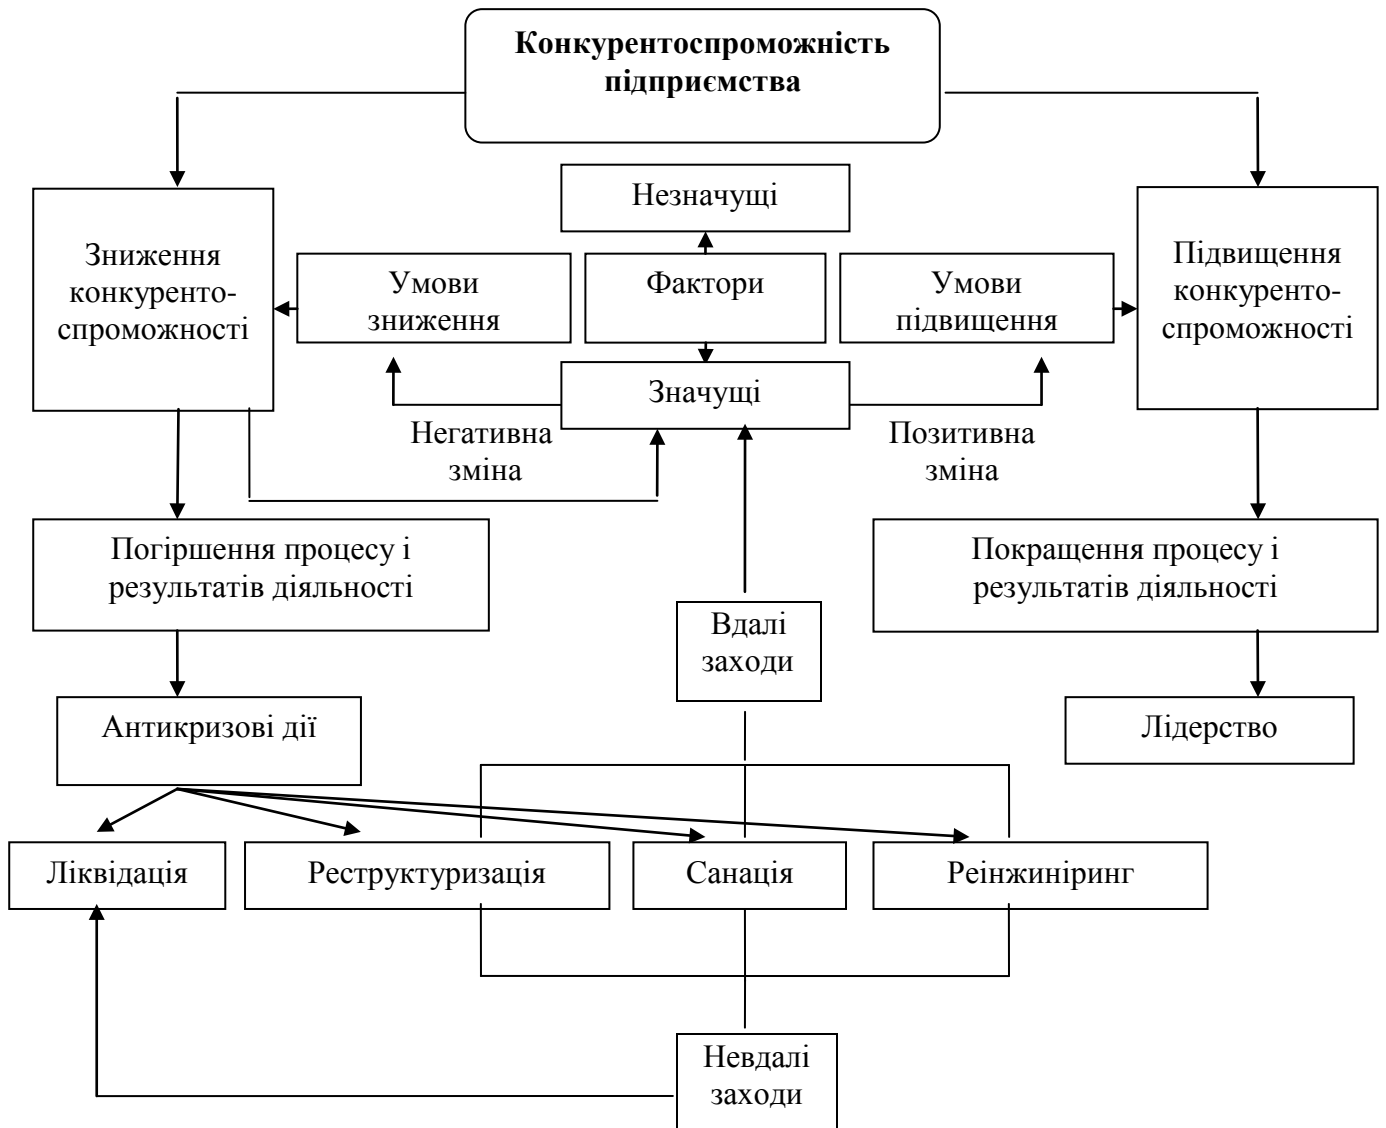 Конкурентоспроможність
підприємства
Незначущі
Зниження
конкуренто-
спроможності
Умови
зниження
Фактори
Умови
підвищення
Підвищення
конкуренто-
спроможності
Значущі
Негативна
зміна
Позитивна
зміна
Погіршення процесу і
результатів діяльності
Покращення процесу і
результатів діяльності
Вдалі
заходи
Антикризові дії
Лідерство
Ліквідація
Реструктуризація
Санація
Реінжиніринг
Невдалі
заходи